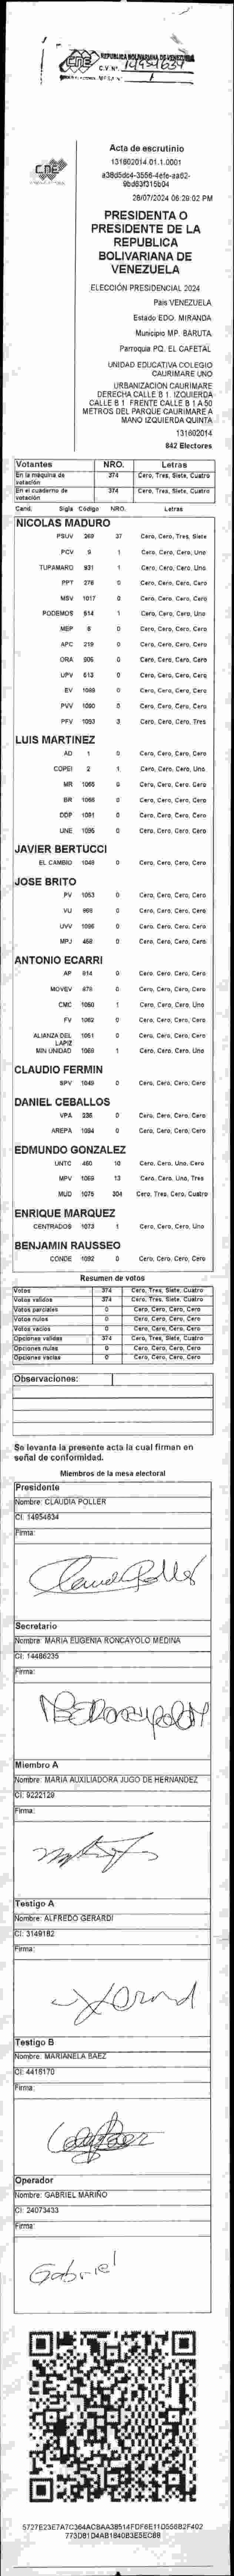 CNE
REPUBLICA BOLIVARIANA DE VENEZUELA
C.V.Nº 14954634
CNE
Acta de escrutinio
131602014.01.1.0001
28/07/2024 06:29:02 PM
PRESIDENTA O
PRESIDENTE DE LA
REPUBLICA
BOLIVARIANA DE
VENEZUELA
ELECCIÓN PRESIDENCIAL 2024
País VENEZUELA
Estado EDO. MIRANDA
Municipio MP. BARUTA
Parroquia PQ. EL CAFETAL
UNIDAD EDUCATIVA COLEGIO
CAURIMARE UNO
URBANIZACION CAURIMARE
DERECHA CALLE B 1. IZQUIERDA
CALLE B 1 FRENTE CALLE B 1 A 50
METROS DEL PARQUE CAURIMARE A
MANO IZQUIERDA QUINTA
131602014
842 Electores
Votantes NRO. Letras
En la maquina de votación 374 Cero, Tres, Siete, Cuatro
En el cuaderno de votación 374 Cero, Tres, Siete, Cuatro
Cand. Sigla Código NRO. Letras
NICOLAS MADURO
PSUV 269 37 Cero, Cero, Tres, Siete
PCV 9 1 Cero, Cero, Cero, Uno
TUPAMARO 931 1 Cero, Cero, Cero, Uno
PPT 276 0 Cero, Cero, Cero, Cero
MSV 1017 0 Cero, Cero, Cero, Cero
PODEMOS 514 1 Cero, Cero, Cero, Uno
MEP 8 0 Cero, Cero, Cero, Cero
APC 219 0 Cero, Cero, Cero, Cero
ORA 906 0 Cero, Cero, Cero, Cero
UPV 613 0 Cero, Cero, Cero, Cero
EV 1089 0 Cero, Cero, Cero, Cero
PVV 1090 0 Cero, Cero, Cero, Cero
PFV 1093 3 Cero, Cero, Cero, Tres
LUIS MARTINEZ
AD 1 0 Cero, Cero, Cero, Cero
COPEI 2 1 Cero, Cero, Cero, Uno
MR 1065 0 Cero, Cero, Cero, Cero
BR 1066 0 Cero, Cero, Cero, Cero
DDP 1091 0 Cero, Cero, Cero, Cero
UNE 1095 0 Cero, Cero, Cero, Cero
JAVIER BERTUCCI
EL CAMBIO 1048 0 Cero, Cero, Cero, Cero
JOSE BRITO
PV 1053 0 Cero, Cero, Cero, Cero
VU 968 0 Cero, Cero, Cero, Cero
UVV 1096 0 Cero, Cero, Cero, Cero
MPJ 458 0 Cero, Cero, Cero, Cero
ANTONIO ECARRI
AP 814 0 Cero, Cero, Cero, Cero
MOVEV 479 0 Cero, Cero, Cero, Cero
CMC 1050 1 Cero, Cero, Cero, Uno
FV 1062 0 Cero, Cero, Cero, Cero
ALIANZA DEL LAPIZ 1051 0 Cero, Cero, Cero, Cero
MIN UNIDAD 1068 1 Cero, Cero, Cero, Uno
CLAUDIO FERMIN
SPV 1049 0 Cero, Cero, Cero, Cero
DANIEL CEBALLOS
VPA 236 0 Cero, Cero, Cero, Cero
AREPA 1094 0 Cero, Cero, Cero, Cero
EDMUNDO GONZALEZ
UNTC 460 10 Cero, Cero, Uno, Cero
MPV 1069 13 Cero, Cero, Uno, Tres
MUD 1075 304 Cero, Tres, Cero, Cuatro
ENRIQUE MARQUEZ
CENTRADOS 1073 1 Cero, Cero, Cero, Uno
BENJAMIN RAUSSEO
CONDE 1092 0 Cero, Cero, Cero, Cero
Resumen de votos
Votos 374 Cero, Tres, Siete, Cuatro
Votos validos 374 Cero, Tres, Siete, Cuatro
Votos parciales 0 Cero, Cero, Cero, Cero
Votos nulos 0 Cero, Cero, Cero, Cero
Votos vacios 0 Cero, Cero, Cero, Cero
Opciones validas 374 Cero, Tres, Siete, Cuatro
Opciones nulas 0 Cero, Cero, Cero, Cero
Opciones vacias 0 Cero, Cero, Cero, Cero
Observaciones:
Se levanta la presente acta la cual firman en
señal de conformidad.
Miembros de la mesa electoral
Presidente
Nombre: CLAUDIA POLLER
CI: 14954634
Firma:
Secretario
Nombre: MARIA EUGENIA RONCAYOLO MEDINA
CI: 14486235
Firma:
Miembro A
Nombre: MARIA AUXILIADORA JUGO DE HERNANDEZ
CI: 9222129
Firma:
Testigo A
Nombre: ALFREDO GERARDI
CI: 3149182
Firma:
Testigo B
Nombre: MARIANELA BAEZ
CI: 4416170
Firma:
Operador
Nombre: GABRIEL MARIÑO
CI: 24073433
Firma:
Gabriel